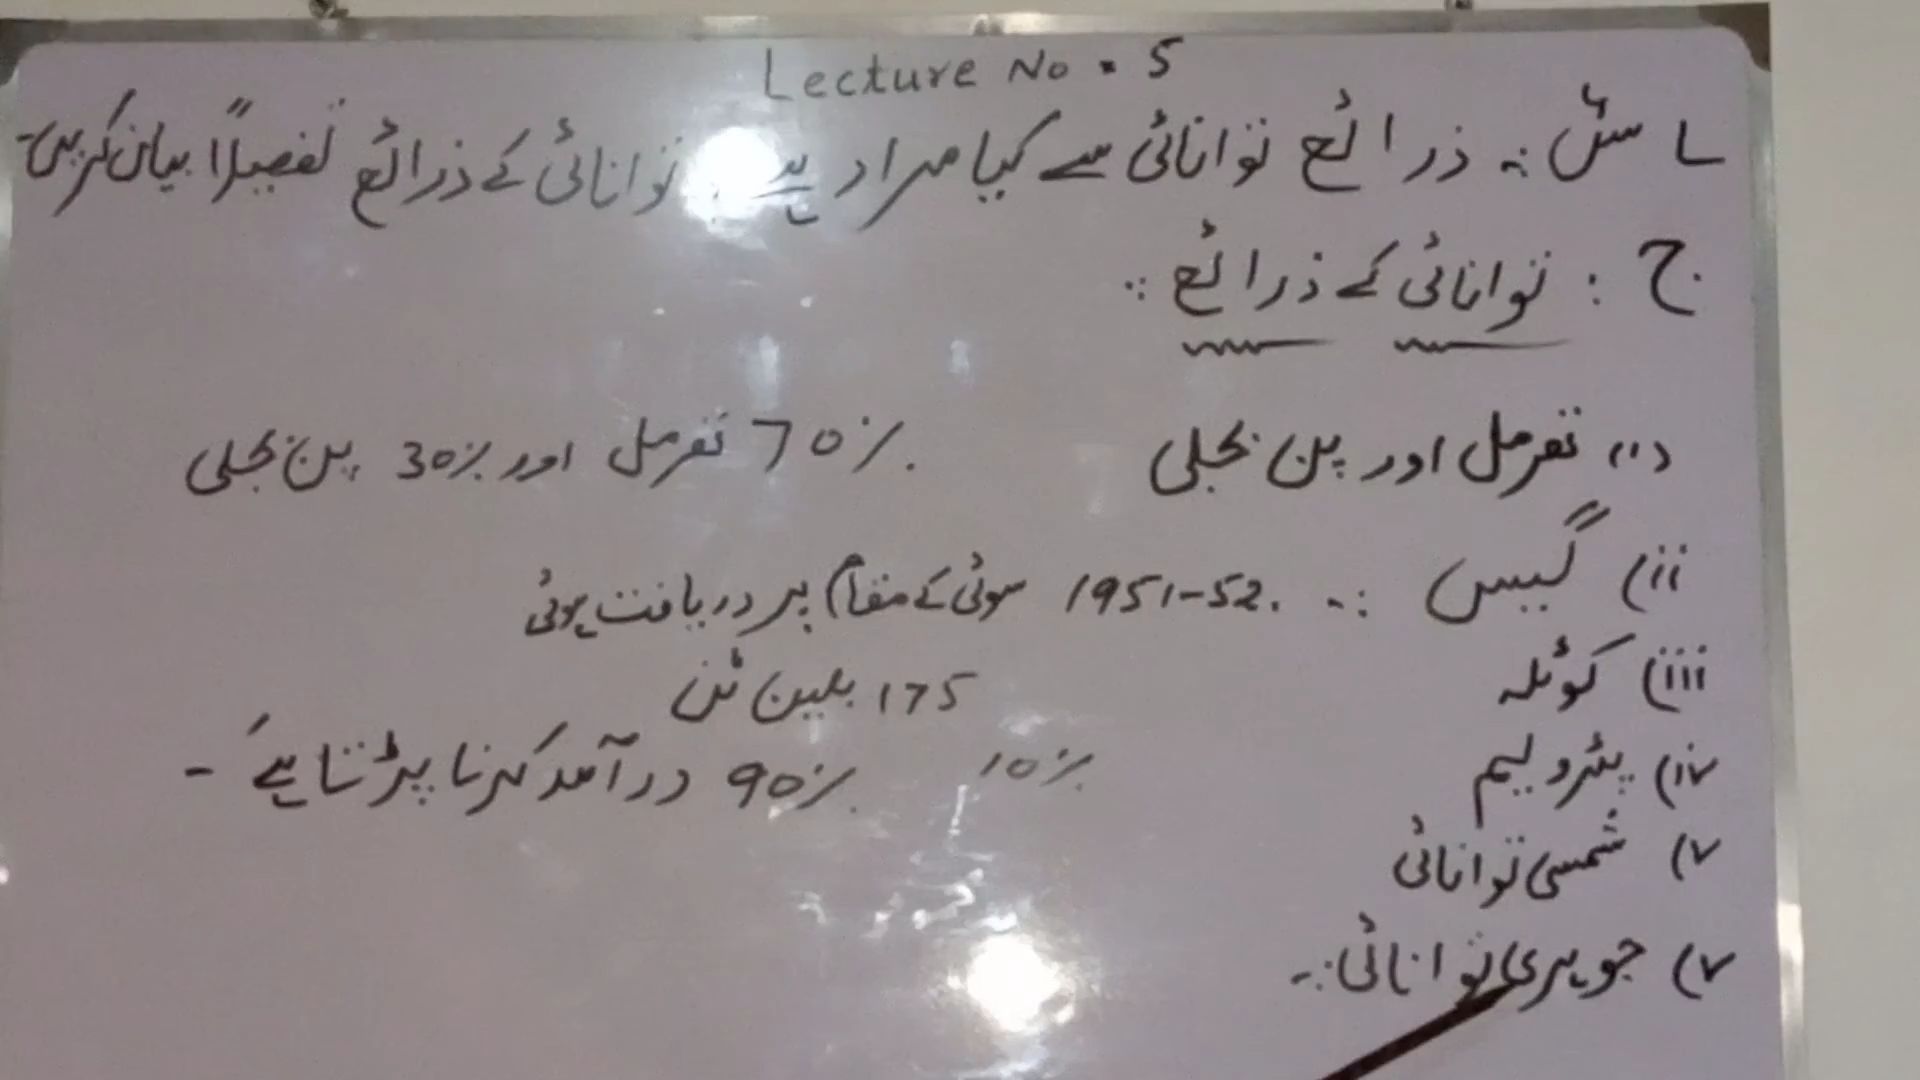 Lecture No = 5
س: ذرائع توانائی سے کیا مراد ہے توانائی کے ذرائع تفصیلاً بیان کریں۔
ج: توانائی کے ذرائع :
(i) تھرمل اور پن بجلی 70% تھرمل اور 30% پن بجلی
(ii) گیس :۔ 1951-52 سوئی کے مقام پر دریافت ہوئی
(iii) کوئلہ 175 بلین ٹن
(iv) پٹرولیم 10% 90% درآمد کرنا پڑتا ہے۔
(v) شمسی توانائی
(v) جوہری توانائی:۔